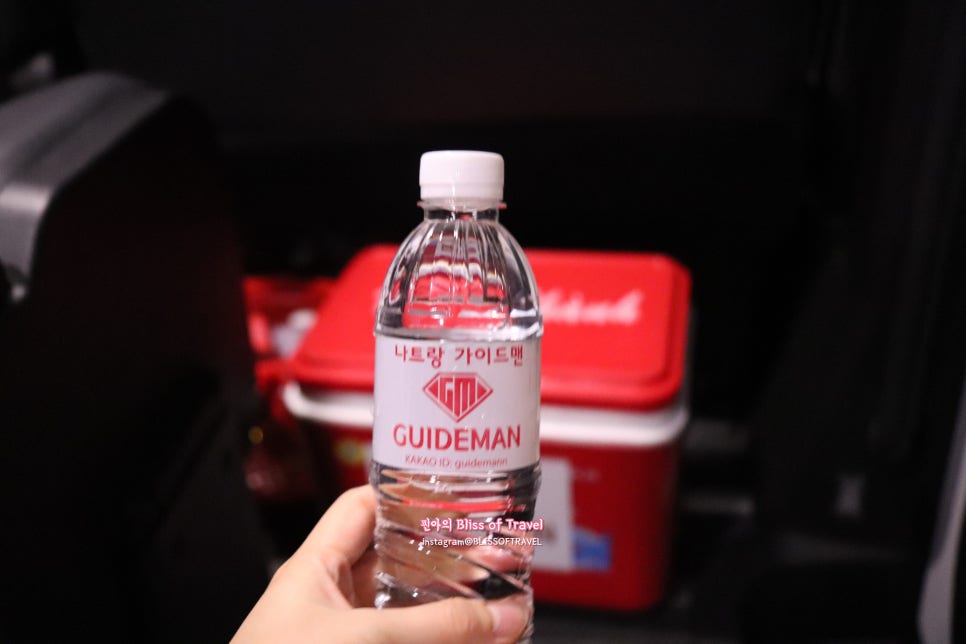 나트랑 가이드맨
GM
GUIDEMAN
KAKAO ID: guidemann
찐아의 Bliss of Travel
instagram@BLISSOFTRAVEL